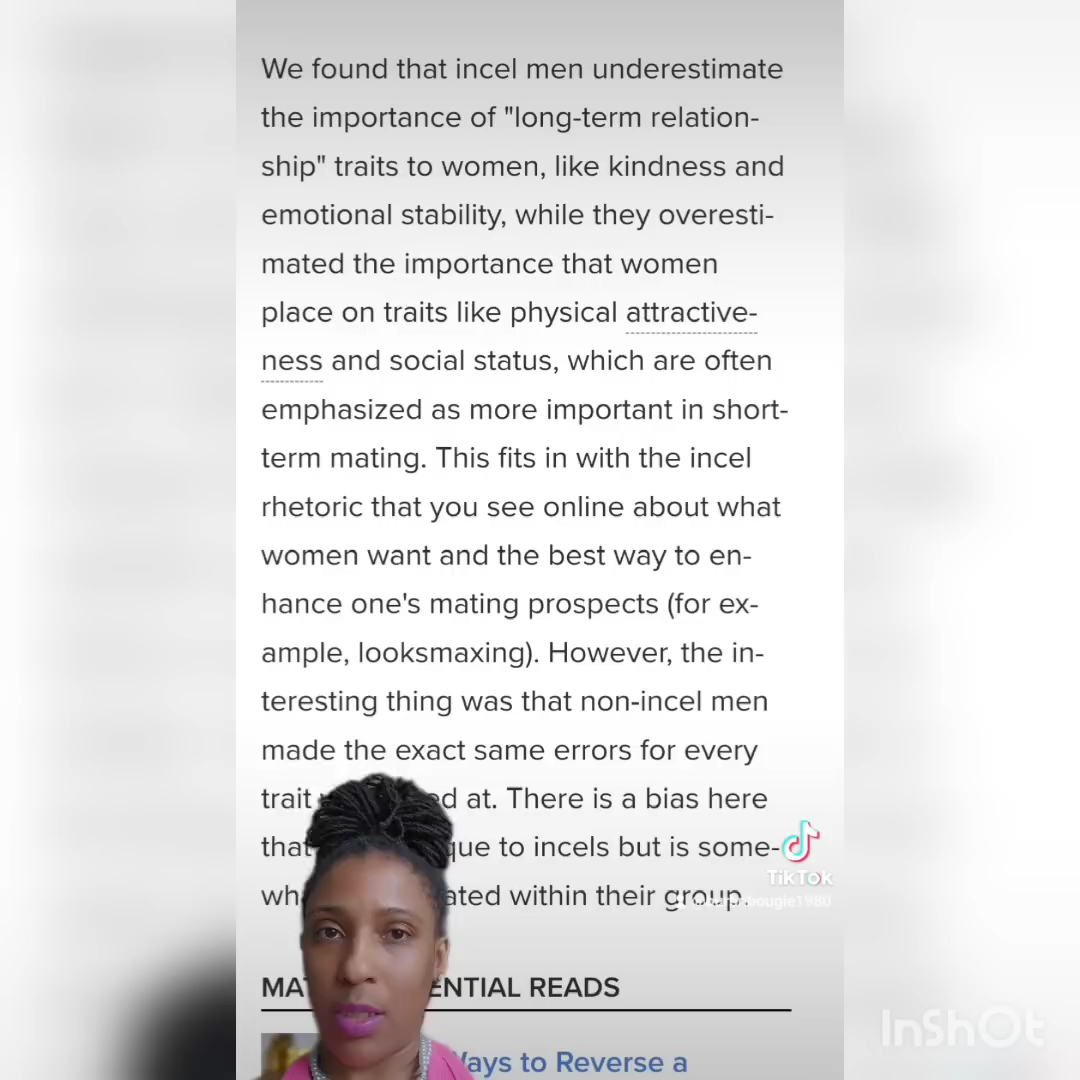 We found that incel men underestimate
the importance of "long-term relation-
ship" traits to women, like kindness and
emotional stability, while they overesti-
mated the importance that women
place on traits like physical attractive-
ness and social status, which are often
emphasized as more important in short-
term mating. This fits in with the incel
rhetoric that you see online about what
women want and the best way to en-
hance one's mating prospects (for ex-
ample, looksmaxing). However, the in-
teresting thing was that non-incel men
made the exact same errors for every
trait ed at. There is a bias here
that que to incels but is some-
wh ated within their group.
TikTok
MAT ENTIAL READS
Ways to Reverse a
InShOt